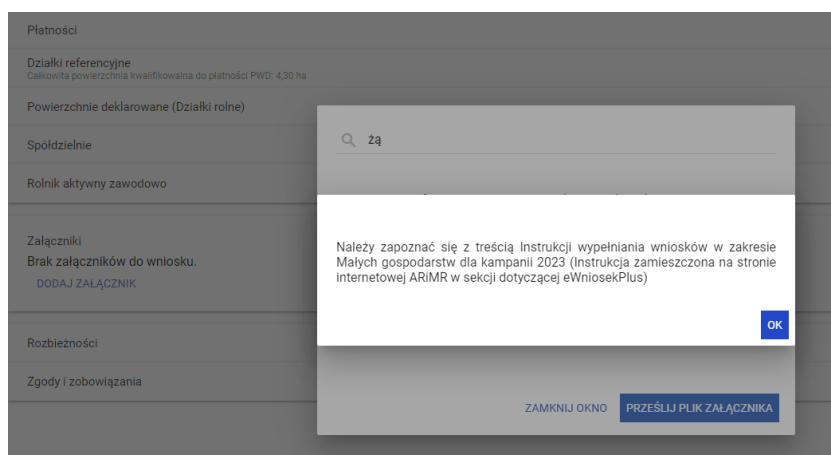 Płatności
Działki referencyjne
Całkowita powierzchnia kwalifikowalna do płatności PWD: 4,30 ha
Powierzchnie deklarowane (Działki rolne)
Spółdzielnie
Rolnik aktywny zawodowo
Załączniki
Brak załączników do wniosku.
DODAJ ZAŁĄCZNIK
Rozbieżności
Zgody i zobowiązania
żą
Należy zapoznać się z treścią Instrukcji wypełniania wniosków w zakresie
Małych gospodarstw dla kampanii 2023 (Instrukcja zamieszczona na stronie
internetowej ARiMR w sekcji dotyczącej eWniosekPlus)
OK
ZAMKNIJ OKNO
PRZEŚLIJ PLIK ZAŁĄCZNIKA